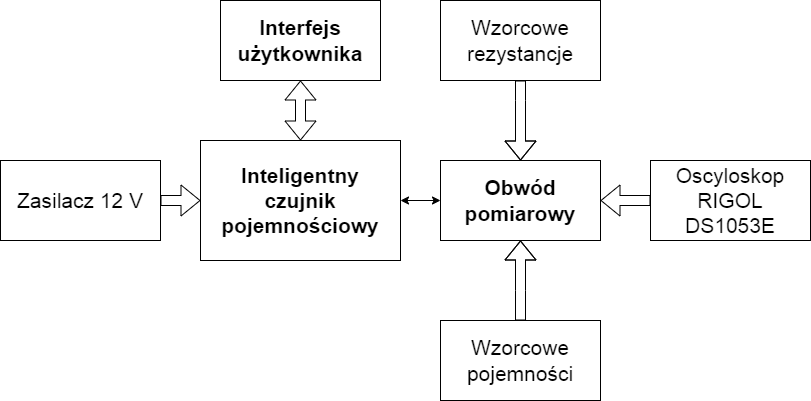 Interfejs
użytkownika
Wzorcowe
rezystancje
Zasilacz 12 V
Inteligentny
czujnik
pojemnościowy
Obwód
pomiarowy
Oscyloskop
RIGOL
DS1053E
Wzorcowe
pojemności